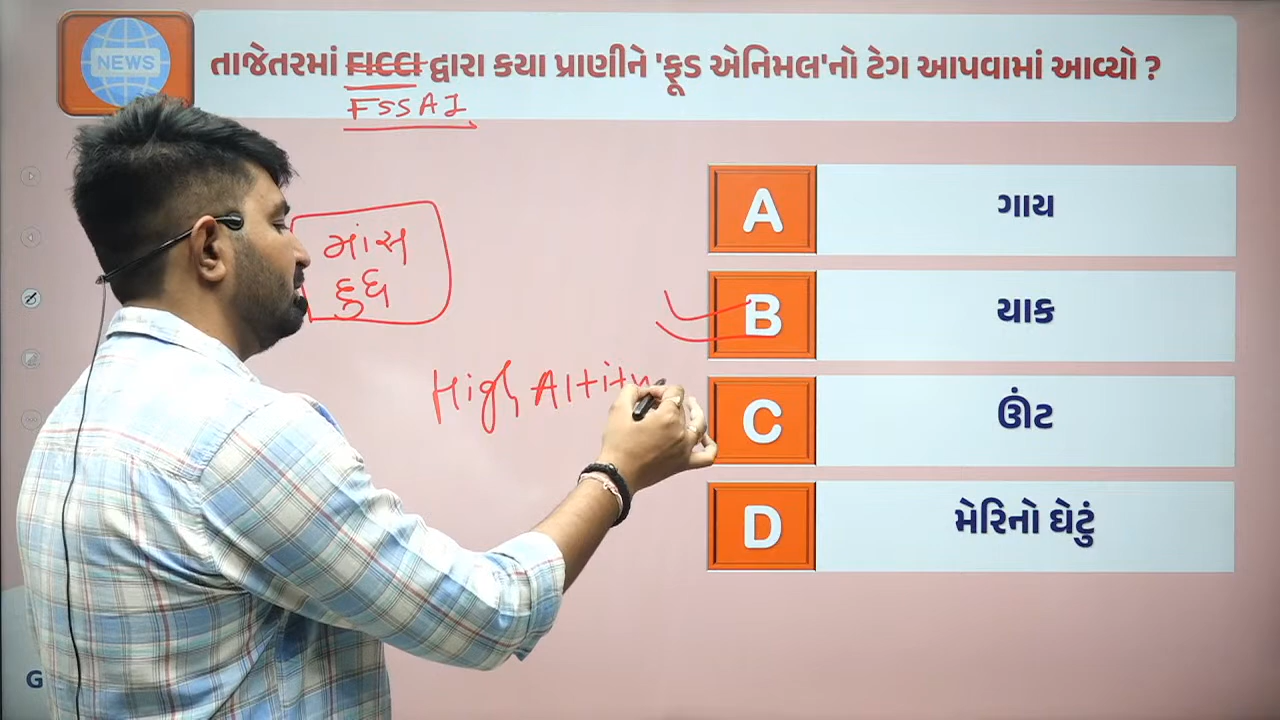 NEWS
તાજેતરમાં FICCI દ્વારા કયા પ્રાણીને 'ફૂડ એનિમલ'નો ટેગ આપવામાં આવ્યો ?
FSSAI
માંસ
દુધ
High Altitu
A
ગાય
B
યાક
C
ઊંટ
D
મેરિનો ઘેટું
G